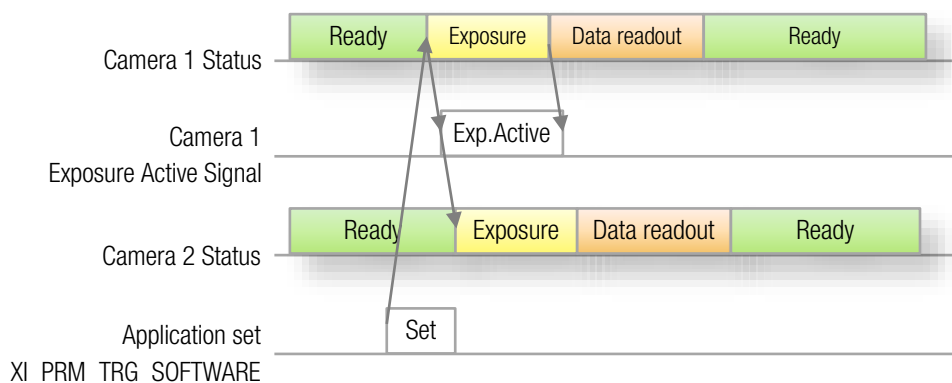 Ready Exposure Data readout Ready
Camera 1 Status
Camera 1 Exp.Active
Exposure Active Signal
Ready Exposure Data readout Ready
Camera 2 Status
Application set Set
XI PRM TRG SOFTWARE